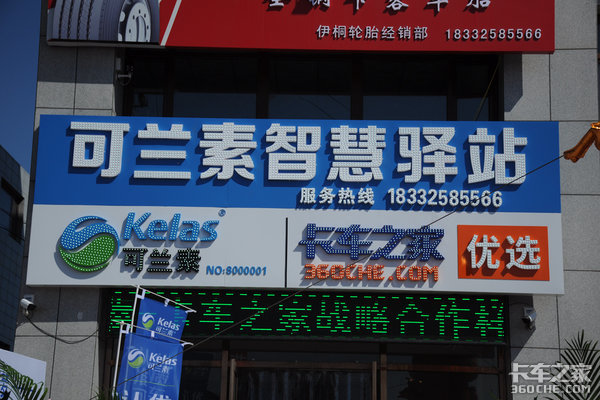 伊桐轮胎经销部 18332585566
可兰素智慧驿站
服务热线 18332585566
Kelas®
可兰素
NO:8000001
卡车之家
360CHE.COM
优选
车之家战略合作
Kelas
可兰素
Kelas
可兰素
卡车之家
360CHE.COM